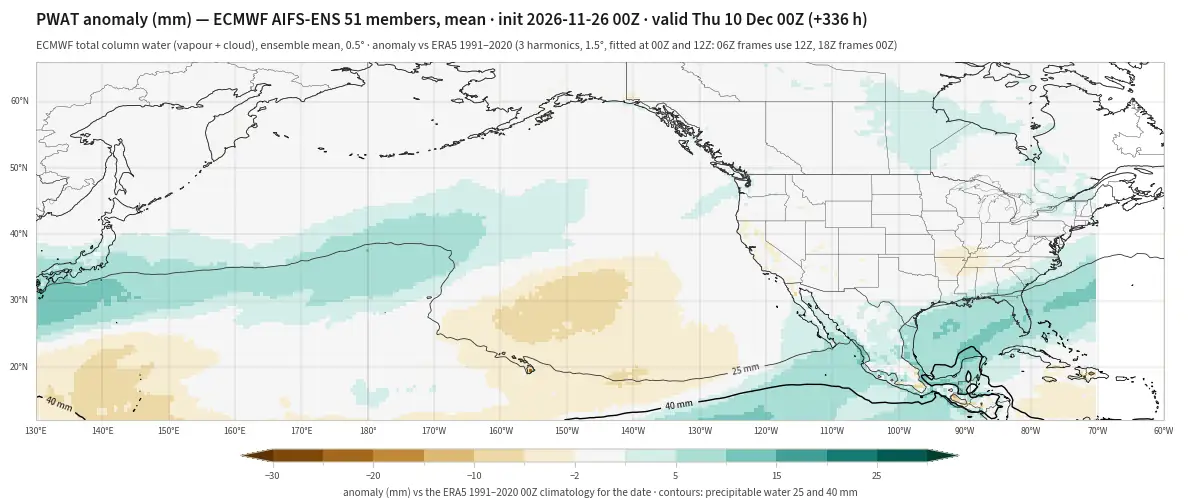 PWAT anomaly (mm) — ECMWF AIFS-ENS 51 members, mean · init 2026-11-26 00Z · valid Thu 10 Dec 00Z (+336 h)
ECMWF total column water (vapour + cloud), ensemble mean, 0.5° · anomaly vs ERA5 1991–2020 (3 harmonics, 1.5°, fitted at 00Z and 12Z: 06Z frames use 12Z, 18Z frames 00Z)
60°N
50°N
40°N
30°N
20°N
25 mm
40 mm
40 mm
130°E 140°E 150°E 160°E 170°E 180° 170°W 160°W 150°W 140°W 130°W 120°W 110°W 100°W 90°W 80°W 70°W 60°W
−30 −20 −10 −2 5 15 25
anomaly (mm) vs the ERA5 1991–2020 00Z climatology for the date · contours: precipitable water 25 and 40 mm